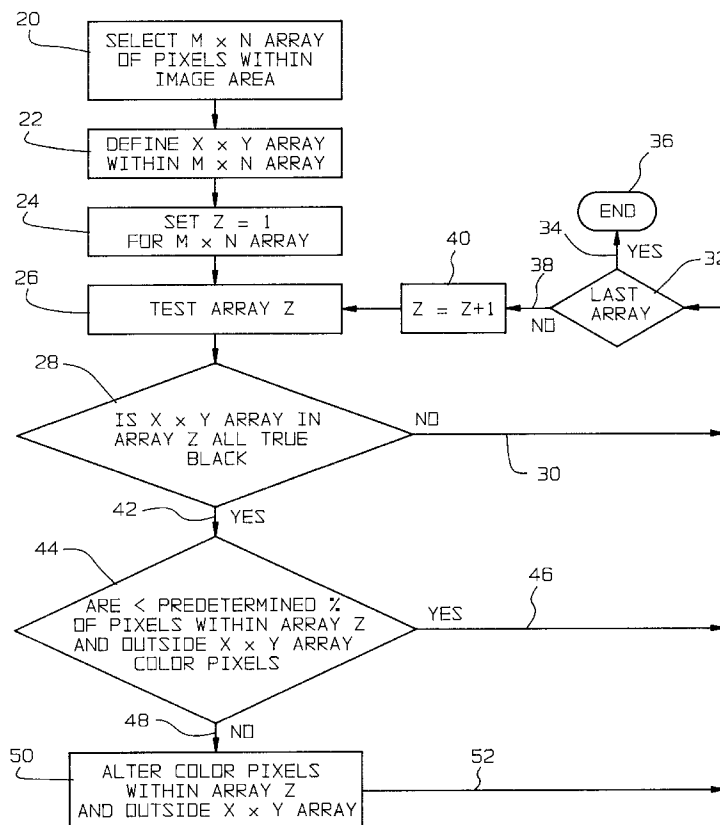 20
SELECT M x N ARRAY
OF PIXELS WITHIN
IMAGE AREA
22
DEFINE X x Y ARRAY
WITHIN M x N ARRAY
24
SET Z = 1
FOR M x N ARRAY
26
TEST ARRAY Z
40
Z = Z+1
36
END
34
YES
32
38
LAST
ARRAY
NO
28
IS X x Y ARRAY IN
ARRAY Z ALL TRUE
BLACK
NO
30
42
YES
44
ARE < PREDETERMINED %
OF PIXELS WITHIN ARRAY Z
AND OUTSIDE X x Y ARRAY
COLOR PIXELS
YES
46
48
NO
50
ALTER COLOR PIXELS
WITHIN ARRAY Z
AND OUTSIDE X x Y ARRAY
52